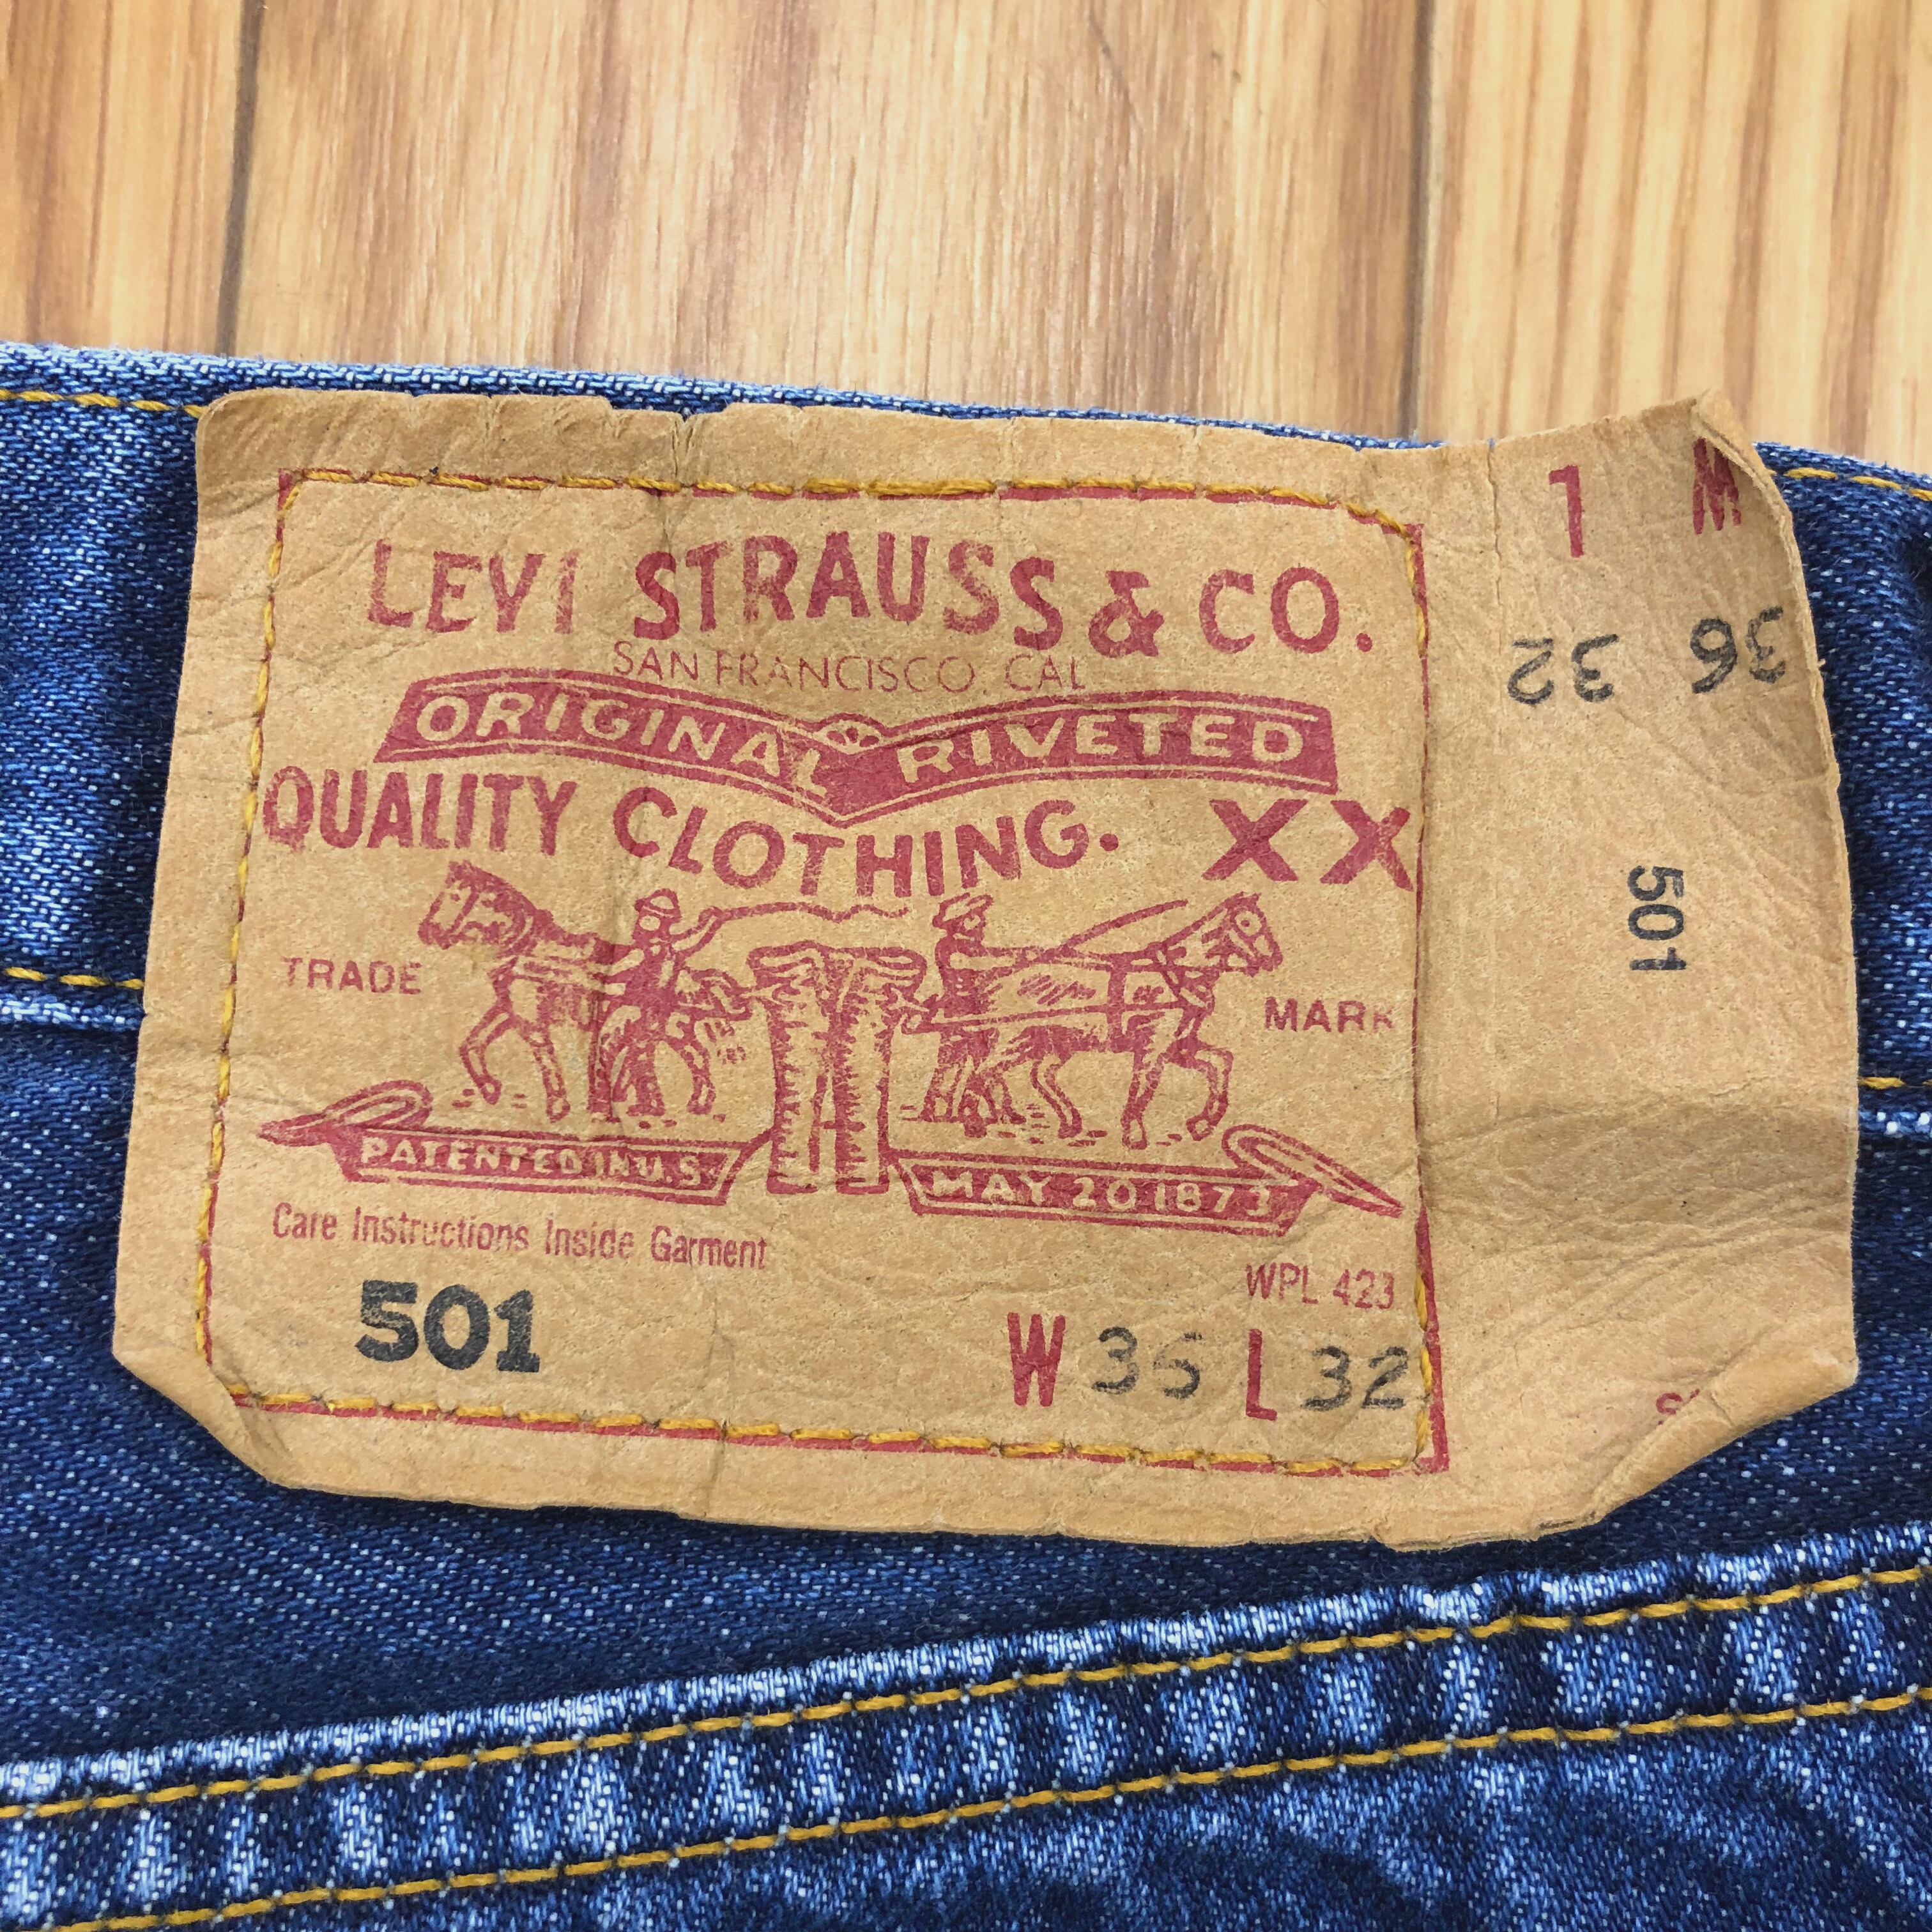 LEVI STRAUSS & CO.
SAN FRANCISCO. CAL
ORIGINAL RIVETED
QUALITY CLOTHING. XX
TRADE MARK
PATENTED IN U.S.
MAY 20 1873
Care Instructions Inside Garment
WPL 423
501
W 36 L 32
W L
36 32
501